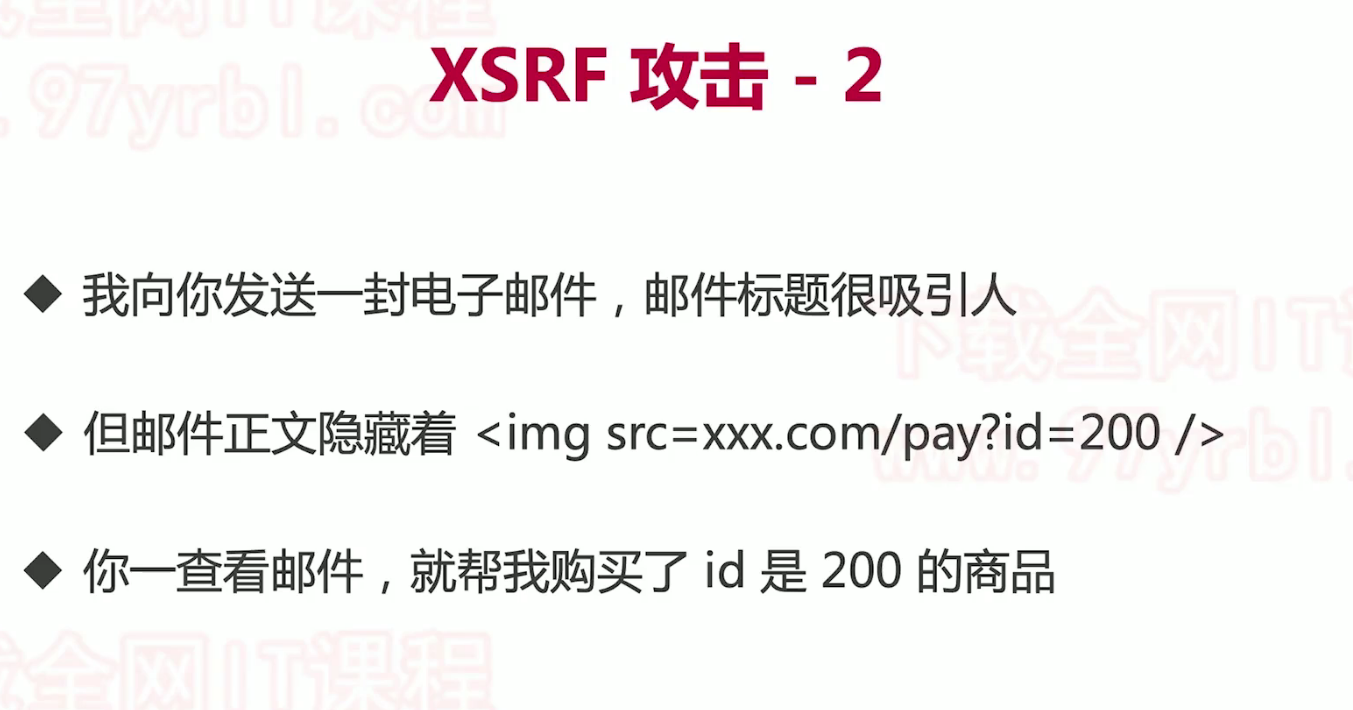 载全网IT课程
.97yrbl.com
XSRF 攻击 - 2
◆ 我向你发送一封电子邮件，邮件标题很吸引人
下载全网IT课
◆ 但邮件正文隐藏着 <img src=xxx.com/pay?id=200 />
www.97yrbl.
◆ 你一查看邮件，就帮我购买了 id 是 200 的商品
载全网IT课程